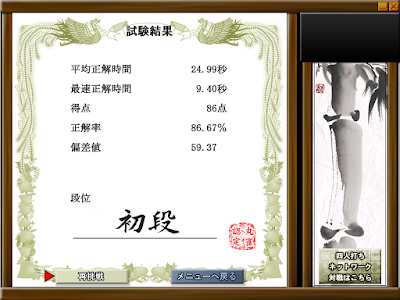 試験結果
平均正解時間 24.99秒
最速正解時間 9.40秒
得点 86点
正解率 86.67%
偏差値 59.37
段位
初段
再挑戦
メニューへ戻る
四人打ち
ネットワーク
対戦はこちら